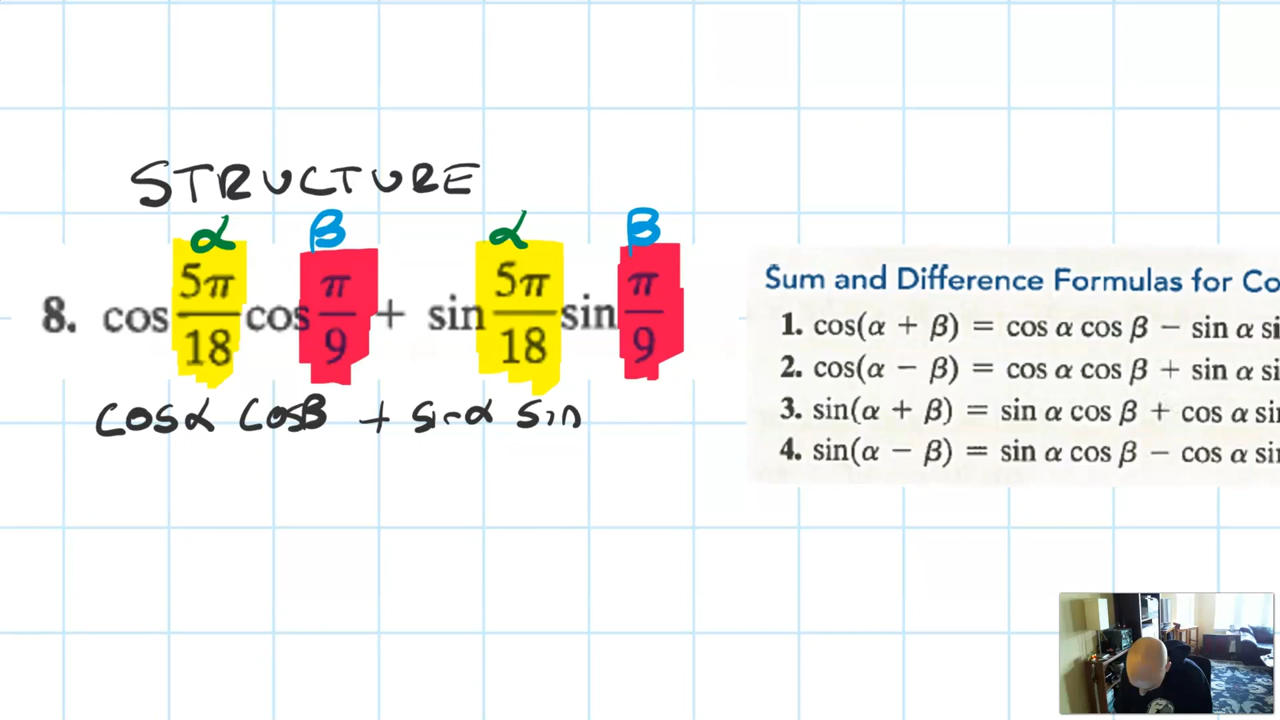 STRUCTURE
α β α β
8. cos 5π/18 cos π/9 + sin 5π/18 sin π/9
cosα cosβ + sinα sin
Sum and Difference Formulas for Co
1. cos(α + β) = cos α cos β − sin α si
2. cos(α − β) = cos α cos β + sin α si
3. sin(α + β) = sin α cos β + cos α sin
4. sin(α − β) = sin α cos β − cos α sin